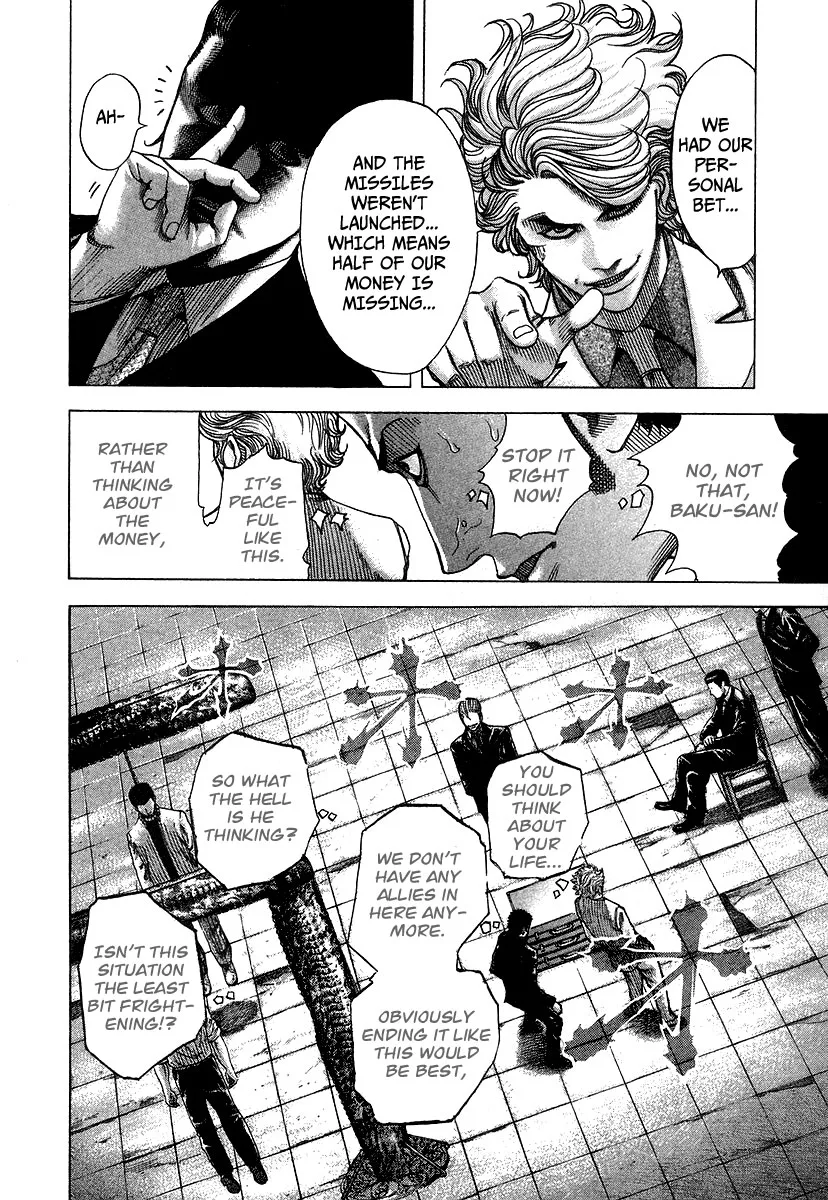 WE
HAD OUR
PER-
SONAL
BET...
AND THE
MISSILES
WEREN'T
LAUNCHED...
WHICH MEANS
HALF OF OUR
MONEY IS
MISSING...
AH-
NO, NOT
THAT,
BAKU-SAN!
STOP IT
RIGHT
NOW!
IT'S
PEACE-
FUL
LIKE
THIS.
RATHER
THAN
THINKING
ABOUT
THE
MONEY,
YOU
SHOULD
THINK
ABOUT
YOUR
LIFE...
WE DON'T
HAVE ANY
ALLIES IN
HERE ANY-
MORE.
OBVIOUSLY
ENDING IT LIKE
THIS WOULD
BE BEST,
SO WHAT
THE HELL
IS HE
THINKING?
ISN'T THIS
SITUATION
THE LEAST
BIT FRIGHT-
ENING!?